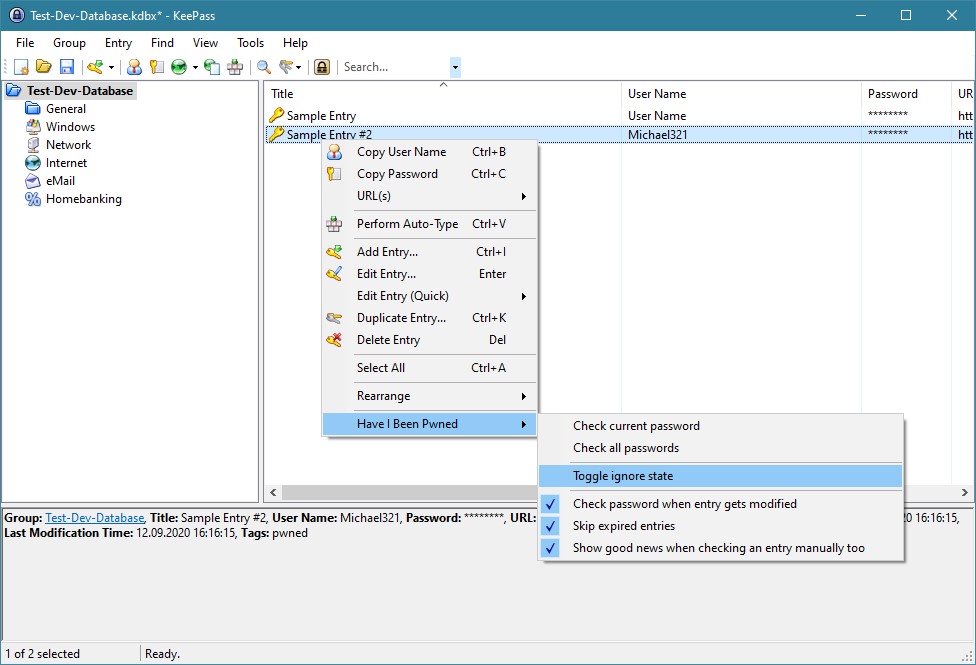 Test-Dev-Database.kdbx* - KeePass
File Group Entry Find View Tools Help
Search...
Test-Dev-Database
General
Windows
Network
Internet
eMail
Homebanking
Title User Name Password UR
Sample Entry User Name ******** htt
Sample Entry #2 Michael321 ******** htt
Copy User Name Ctrl+B
Copy Password Ctrl+C
URL(s)
Perform Auto-Type Ctrl+V
Add Entry... Ctrl+I
Edit Entry... Enter
Edit Entry (Quick)
Duplicate Entry... Ctrl+K
Delete Entry Del
Select All Ctrl+A
Rearrange
Have I Been Pwned
Check current password
Check all passwords
Toggle ignore state
Check password when entry gets modified
Skip expired entries
Show good news when checking an entry manually too
Group: Test-Dev-Database, Title: Sample Entry #2, User Name: Michael321, Password: ********, URL: 0 16:16:15,
Last Modification Time: 12.09.2020 16:16:15, Tags: pwned
1 of 2 selected Ready.